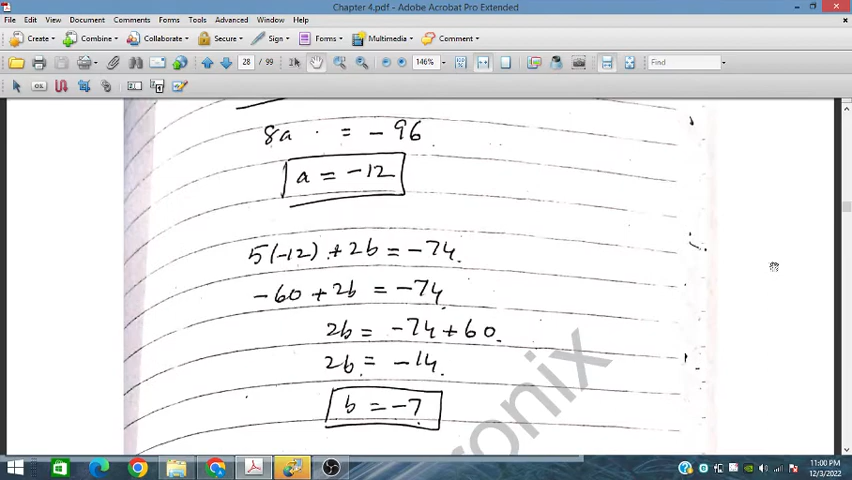 Chapter 4.pdf - Adobe Acrobat Pro Extended
File Edit View Document Comments Forms Tools Advanced Window Help
Create Combine Collaborate Secure Sign Forms Multimedia Comment
28 / 99 146% Find
8a = -96
a = -12
5(-12) + 2b = -74
-60 + 2b = -74
2b = -74 + 60
2b = -14
b = -7
ronix
11:00 PM
12/3/2022